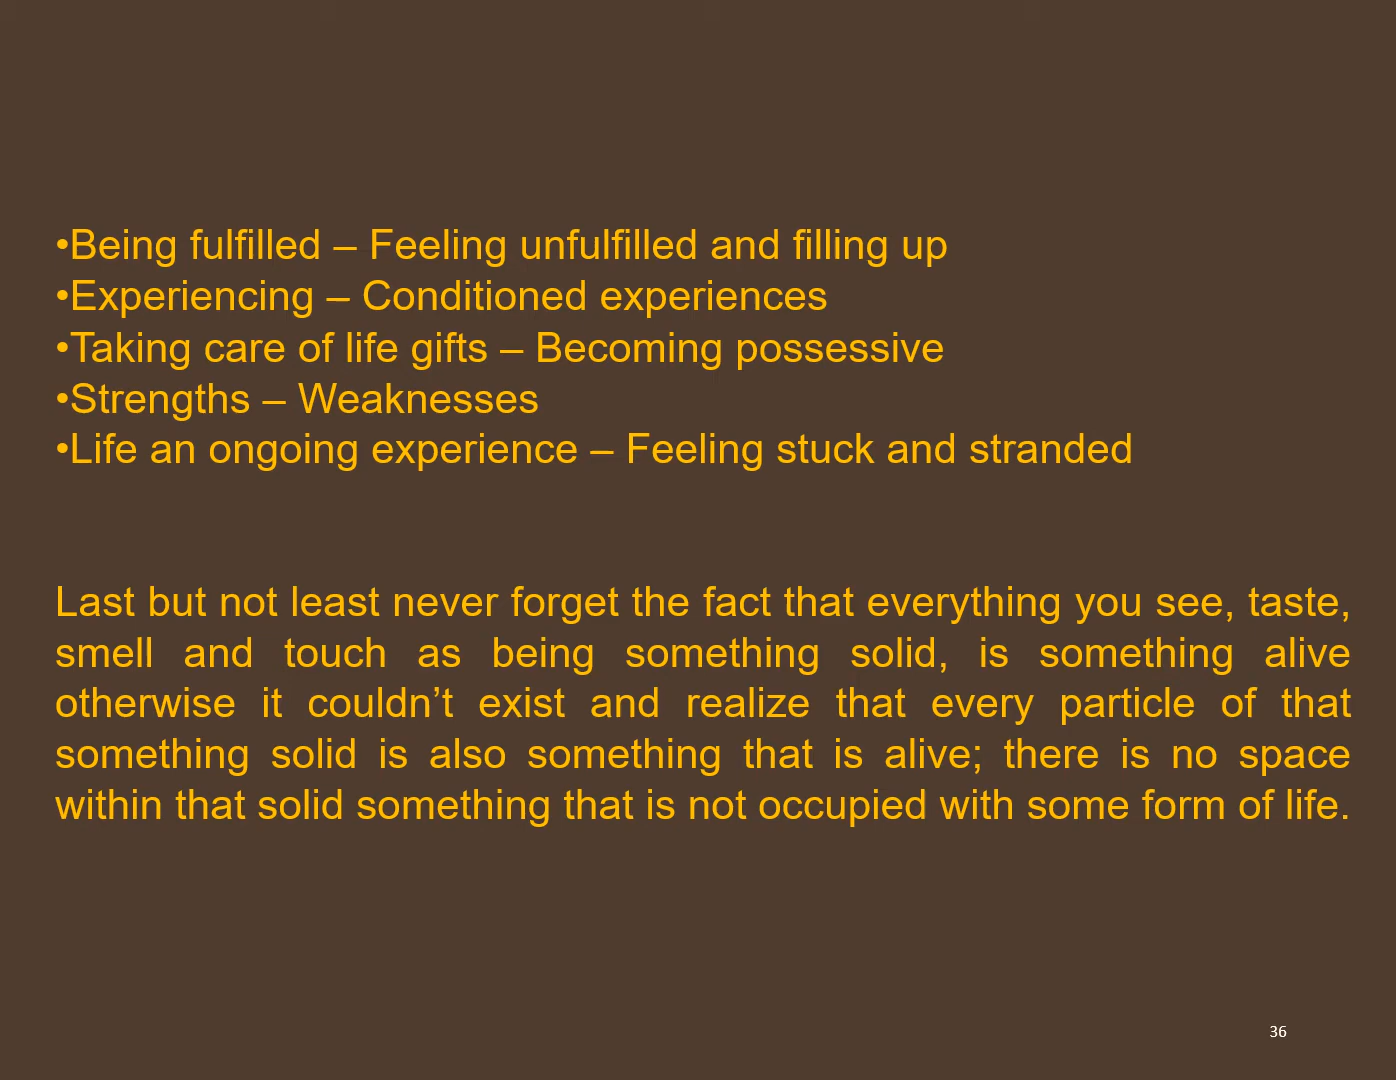 •Being fulfilled – Feeling unfulfilled and filling up
•Experiencing – Conditioned experiences
•Taking care of life gifts – Becoming possessive
•Strengths – Weaknesses
•Life an ongoing experience – Feeling stuck and stranded
Last but not least never forget the fact that everything you see, taste,
smell and touch as being something solid, is something alive
otherwise it couldn’t exist and realize that every particle of that
something solid is also something that is alive; there is no space
within that solid something that is not occupied with some form of life.
36